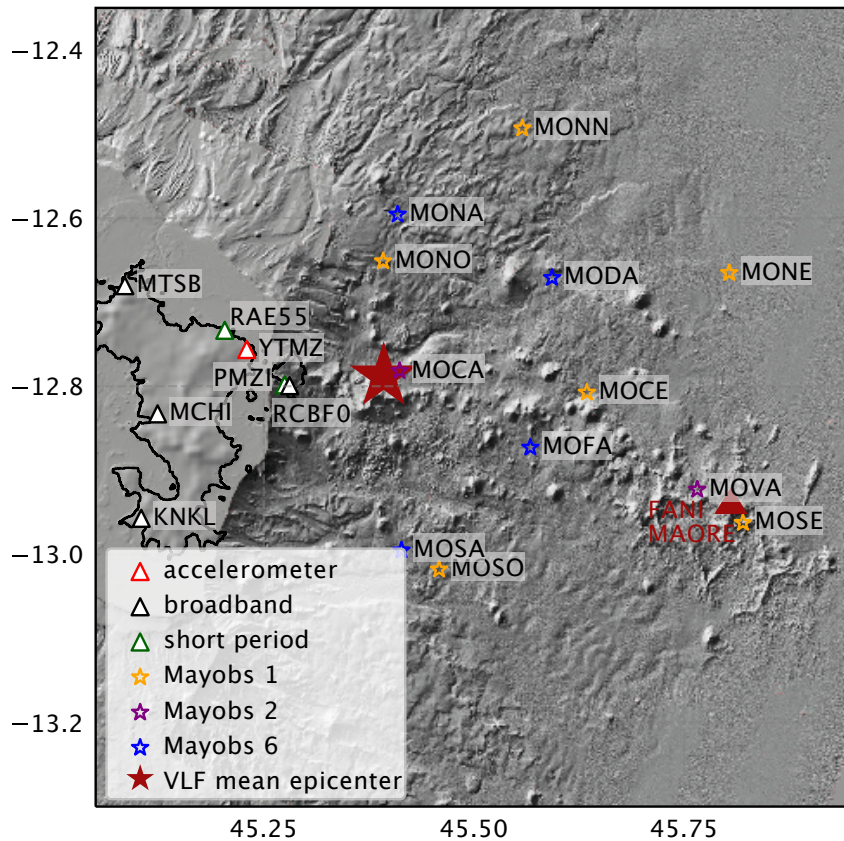 −12.4
MONN
−12.6
MONA
MONO
MODA
MONE
MTSB
RAE55
YTMZ
−12.8
PMZI
MOCA
MOCE
MCHI
RCBF0
MOFA
MOVA
FANI
MAORE
MOSE
KNKL
−13.0
MOSA
MOSO
accelerometer
broadband
short period
Mayobs 1
Mayobs 2
Mayobs 6
VLF mean epicenter
−13.2
45.25
45.50
45.75